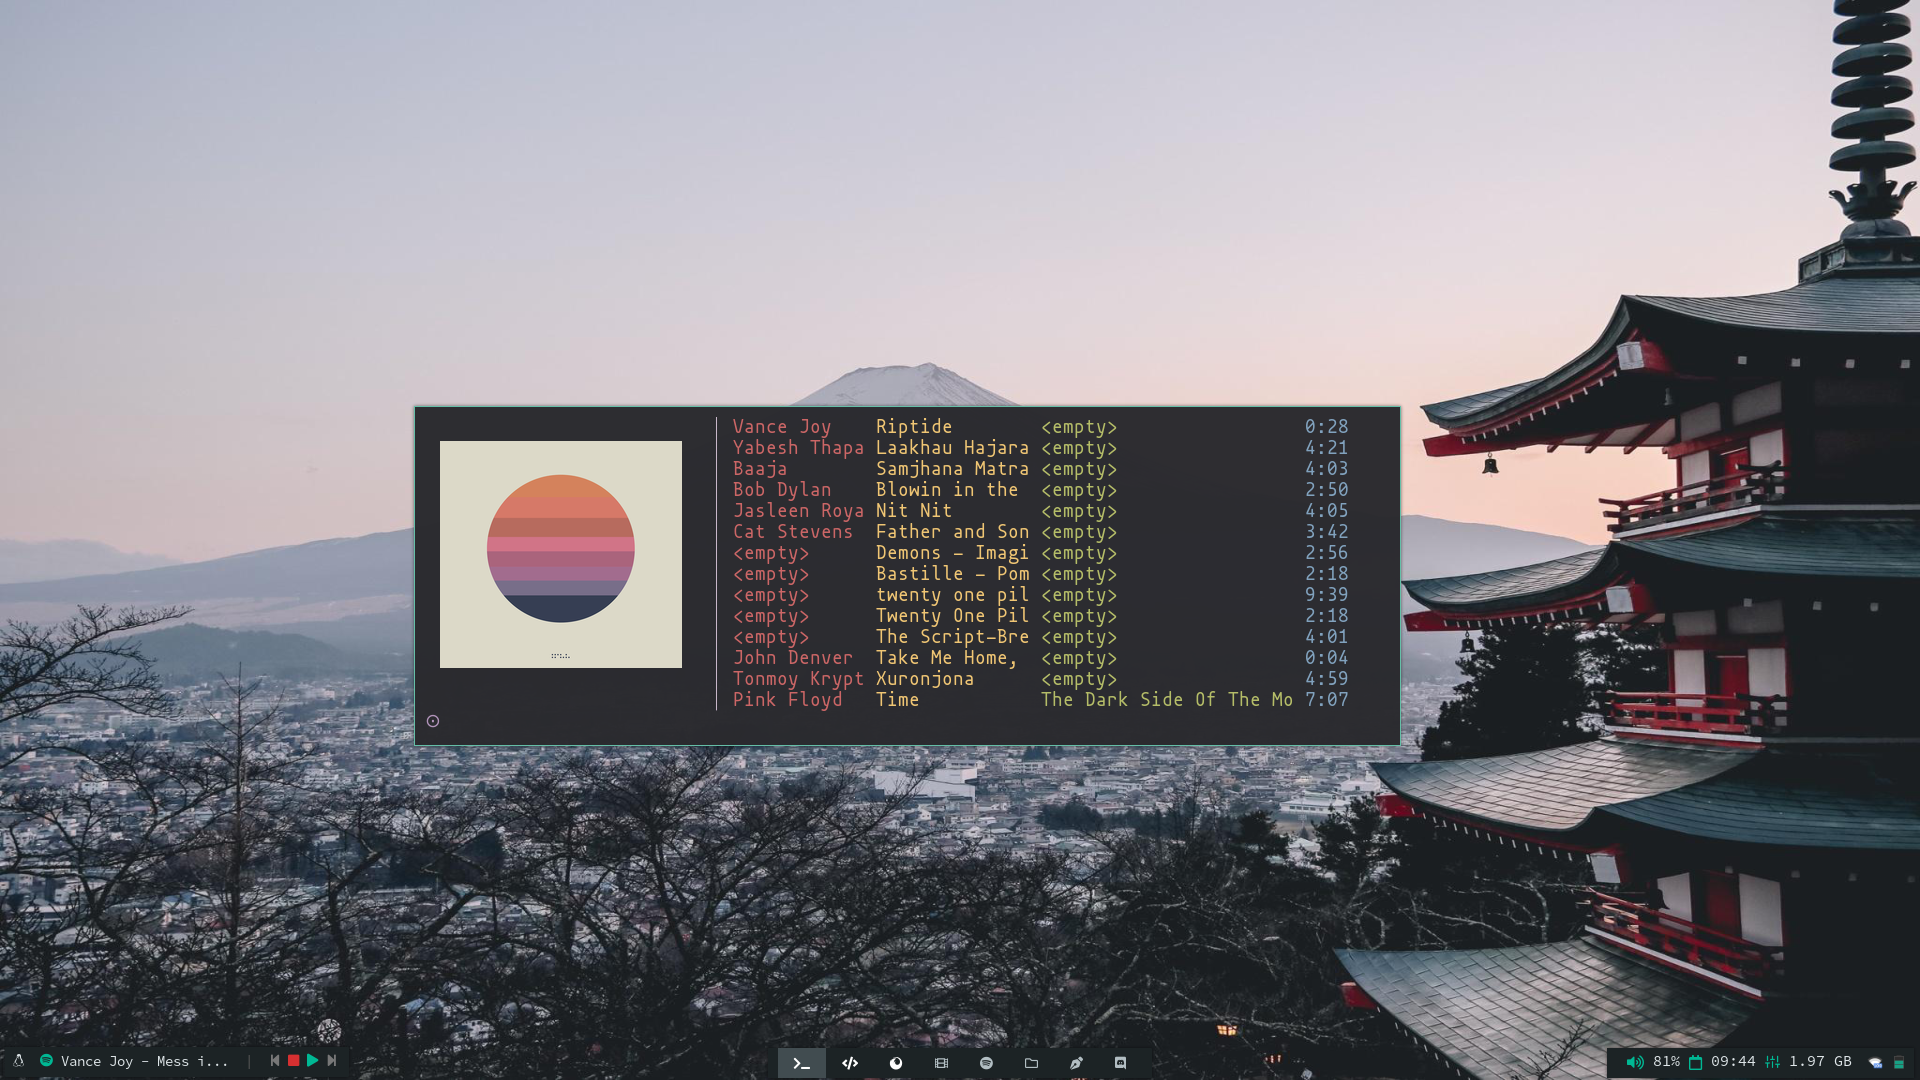 Vance Joy Riptide <empty> 0:28
Yabesh Thapa Laakhau Hajara <empty> 4:21
Baaja Samjhana Matra <empty> 4:03
Bob Dylan Blowin in the <empty> 2:50
Jasleen Roya Nit Nit <empty> 4:05
Cat Stevens Father and Son <empty> 3:42
<empty> Demons – Imagi <empty> 2:56
<empty> Bastille – Pom <empty> 2:18
<empty> twenty one pil <empty> 9:39
<empty> Twenty One Pil <empty> 2:18
<empty> The Script-Bre <empty> 4:01
John Denver Take Me Home, <empty> 0:04
Tonmoy Krypt Xuronjona <empty> 4:59
Pink Floyd Time The Dark Side Of The Mo 7:07
Vance Joy - Mess i... | 81% 09:44 1.97 GB